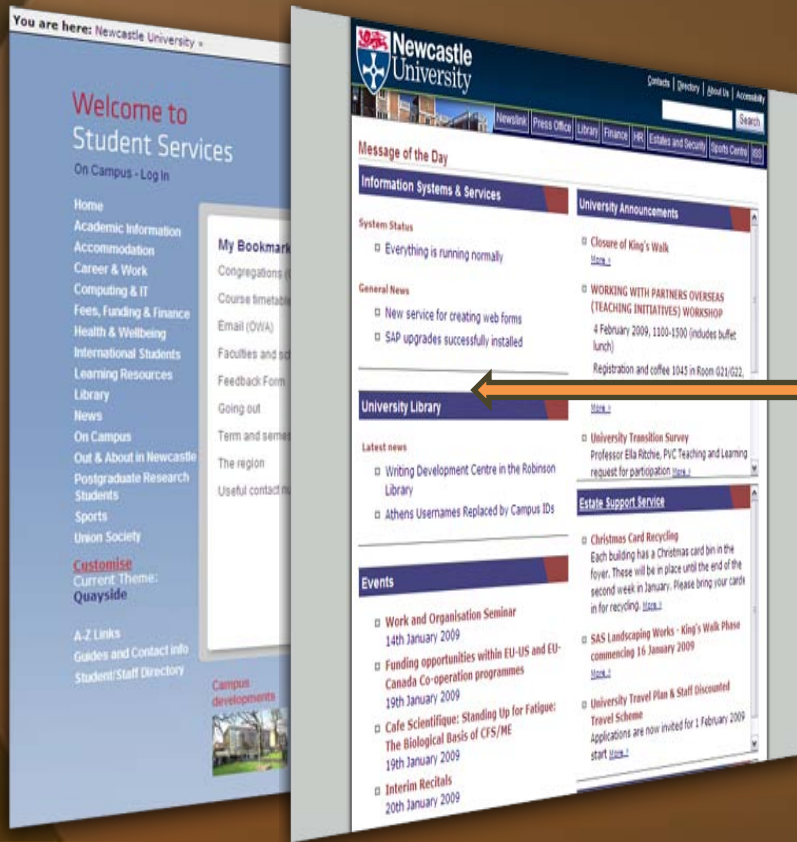 You are here: Newcastle University »
Welcome to
Student Services
On Campus - Log In
Home
Academic Information
Accommodation
Career & Work
Computing & IT
Fees, Funding & Finance
Health & Wellbeing
International Students
Learning Resources
Library
News
On Campus
Out & About in Newcastle
Postgraduate Research
Students
Sports
Union Society
Customise
Current Theme:
Quayside
A-Z Links
Guides and Contact info
Student/Staff Directory
My Bookmark
Congregations
Course timetable
Email (OWA)
Faculties and
Feedback Form
Going out
Term and
The region
Useful contact
Campus
developments
Newcastle
University
Contacts | Directory | About Us | Accessibility
Search
Newslink Press Office Library Finance HR Estates and Security Sports Centre ISS
Message of the Day
Information Systems & Services
System Status
Everything is running normally
General News
New service for creating web forms
SAP upgrades successfully installed
University Library
Latest news
Writing Development Centre in the Robinson
Library
Athens Usernames Replaced by Campus IDs
Events
Work and Organisation Seminar
14th January 2009
Funding opportunities within EU-US and EU-
Canada Co-operation programmes
19th January 2009
Cafe Scientifique: Standing Up for Fatigue:
The Biological Basis of CFS/ME
19th January 2009
Interim Recitals
20th January 2009
University Announcements
Closure of King's Walk
More »
WORKING WITH PARTNERS OVERSEAS
(TEACHING INITIATIVES) WORKSHOP
4 February 2009, 1100-1500 (includes buffet
lunch)
Registration and coffee 1045 in Room G21/G22,
More »
University Transition Survey
Professor Ella Ritchie, PVC Teaching and Learning
request for participation More »
Estate Support Service
Christmas Card Recycling
Each building has a Christmas card bin in the
foyer. These will be in place until the end of the
second week in January. Please bring your cards
in for recycling. More »
SAS Landscaping Works - King's Walk Phase
commencing 16 January 2009
More »
University Travel Plan & Staff Discounted
Travel Scheme
Applications are now invited for 1 February 2009
start More »